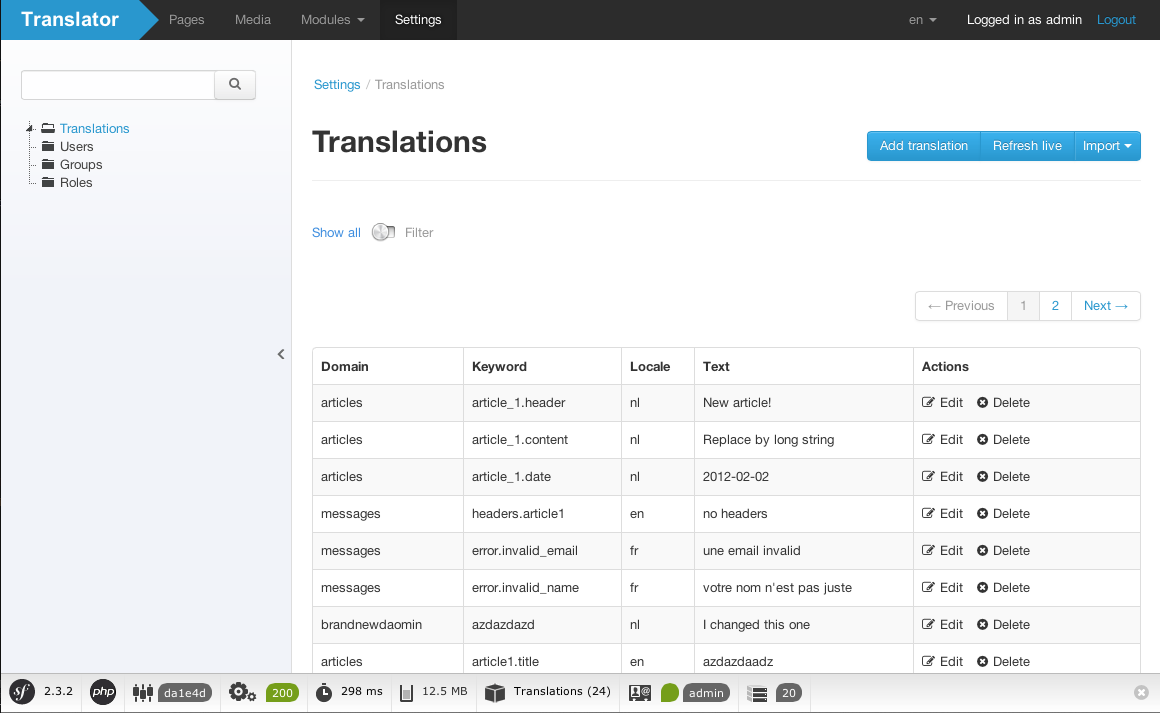 Translator Pages Media Modules Settings en Logged in as admin Logout
Settings / Translations
Translations
Users
Groups
Roles
Translations
Add translation Refresh live Import
Show all Filter
← Previous 1 2 Next →
Domain Keyword Locale Text Actions
articles article_1.header nl New article! Edit Delete
articles article_1.content nl Replace by long string Edit Delete
articles article_1.date nl 2012-02-02 Edit Delete
messages headers.article1 en no headers Edit Delete
messages error.invalid_email fr une email invalid Edit Delete
messages error.invalid_name fr votre nom n'est pas juste Edit Delete
brandnewdaomin azdazdazd nl I changed this one Edit Delete
articles article1.title en azdazdaadz Edit Delete
sf 2.3.2 php da1e4d 200 298 ms 12.5 MB Translations (24) admin 20